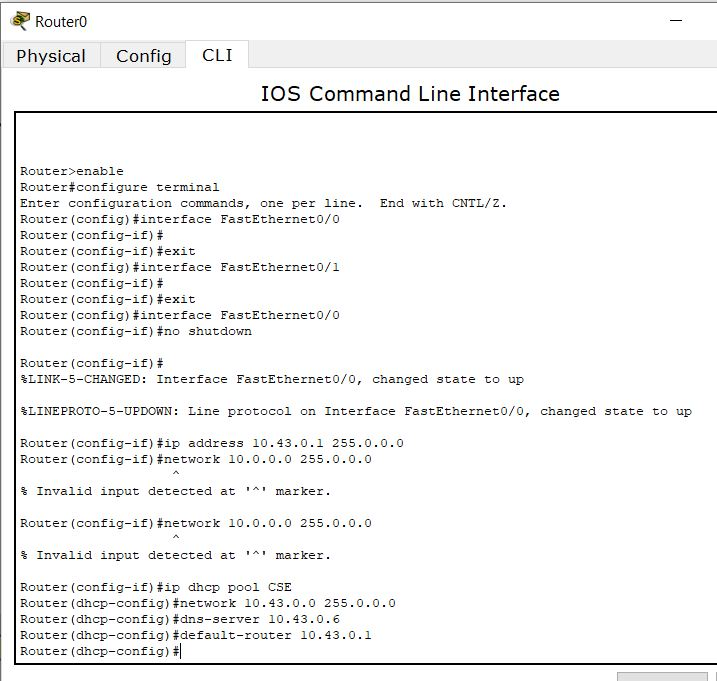 Router0
Physical Config CLI
IOS Command Line Interface
Router>enable
Router#configure terminal
Enter configuration commands, one per line.  End with CNTL/Z.
Router(config)#interface FastEthernet0/0
Router(config-if)#
Router(config-if)#exit
Router(config)#interface FastEthernet0/1
Router(config-if)#
Router(config-if)#exit
Router(config)#interface FastEthernet0/0
Router(config-if)#no shutdown
Router(config-if)#
%LINK-5-CHANGED: Interface FastEthernet0/0, changed state to up
%LINEPROTO-5-UPDOWN: Line protocol on Interface FastEthernet0/0, changed state to up
Router(config-if)#ip address 10.43.0.1 255.0.0.0
Router(config-if)#network 10.0.0.0 255.0.0.0
^
% Invalid input detected at '^' marker.
Router(config-if)#network 10.0.0.0 255.0.0.0
^
% Invalid input detected at '^' marker.
Router(config-if)#ip dhcp pool CSE
Router(dhcp-config)#network 10.43.0.0 255.0.0.0
Router(dhcp-config)#dns-server 10.43.0.6
Router(dhcp-config)#default-router 10.43.0.1
Router(dhcp-config)#